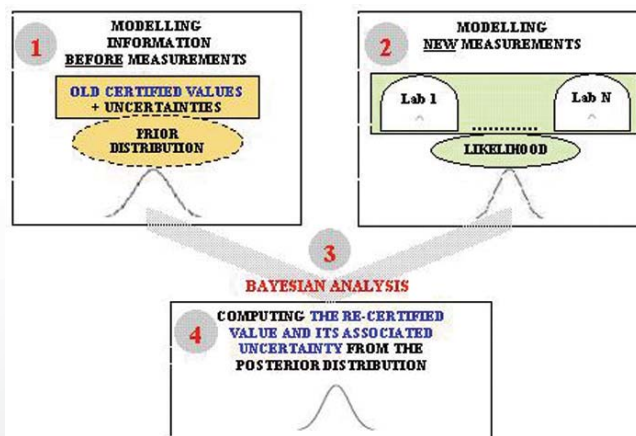 1
MODELLING
INFORMATION
BEFORE MEASUREMENTS
OLD CERTIFIED VALUES
+ UNCERTAINTIES
PRIOR
DISTRIBUTION
2
MODELLING
NEW MEASUREMENTS
Lab 1
Lab N
LIKELIHOOD
3
BAYESIAN ANALYSIS
4
COMPUTING THE RE-CERTIFIED
VALUE AND ITS ASSOCIATED
UNCERTAINTY FROM THE
POSTERIOR DISTRIBUTION